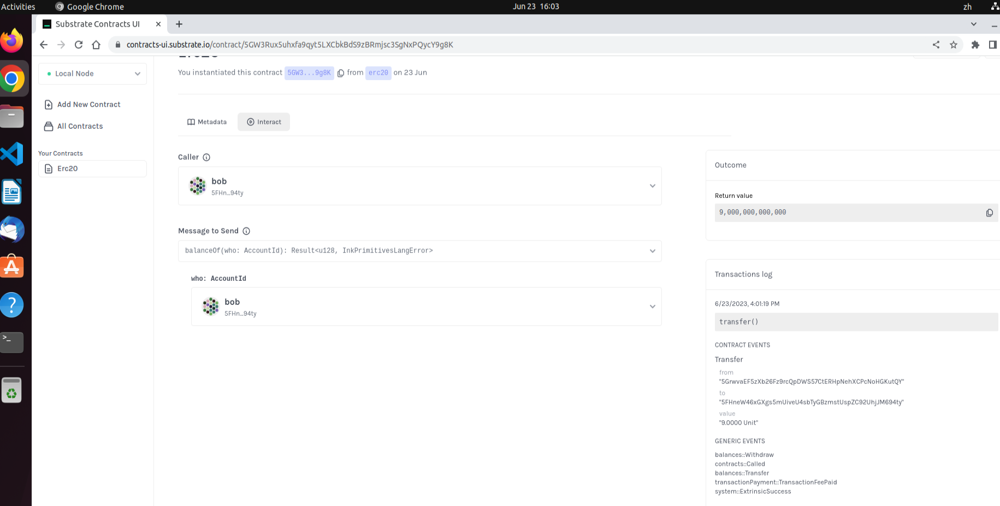 Activities
Google Chrome
Jun 23 16:03
zh
Substrate Contracts UI
contracts-ui.substrate.io/contract/5GW3Rux5uhxfa9qyt5LXCbkBdS9zBRmjsc3SgNxPQycY9g8K
Local Node
Add New Contract
All Contracts
Your Contracts
Erc20
You instantiated this contract 5GW3...9g8K from erc20 on 23 Jun
Metadata
Interact
Caller
bob
5FHn...94ty
Message to Send
balanceOf(who: AccountId): Result<u128, InkPrimitivesLangError>
who: AccountId
bob
5FHn...94ty
Outcome
Return value
9,000,000,000,000
Transactions log
6/23/2023, 4:01:19 PM
transfer()
CONTRACT EVENTS
Transfer
from
"5GrwvaEF5zXb26Fz9rcQpDWS57CtERHpNehXCPcNoHGKutQY"
to
"5FHneW46xGXgs5mUiveU4sbTyGBzmstUspZC92UhjJM694ty"
value
"9.0000 Unit"
GENERIC EVENTS
balances::Withdraw
contracts::Called
balances::Transfer
transactionPayment::TransactionFeePaid
system::ExtrinsicSuccess